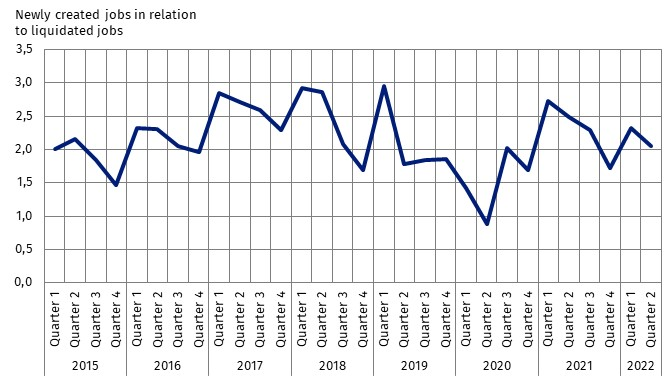 Newly created jobs in relation
to liquidated jobs
3,5
3,0
2,5
2,0
1,5
1,0
0,5
0,0
Quarter 1
Quarter 2
Quarter 3
Quarter 4
Quarter 1
Quarter 2
Quarter 3
Quarter 4
Quarter 1
Quarter 2
Quarter 3
Quarter 4
Quarter 1
Quarter 2
Quarter 3
Quarter 4
Quarter 1
Quarter 2
Quarter 3
Quarter 4
Quarter 1
Quarter 2
Quarter 3
Quarter 4
Quarter 1
Quarter 2
Quarter 3
Quarter 4
Quarter 1
Quarter 2
2015 2016 2017 2018 2019 2020 2021 2022